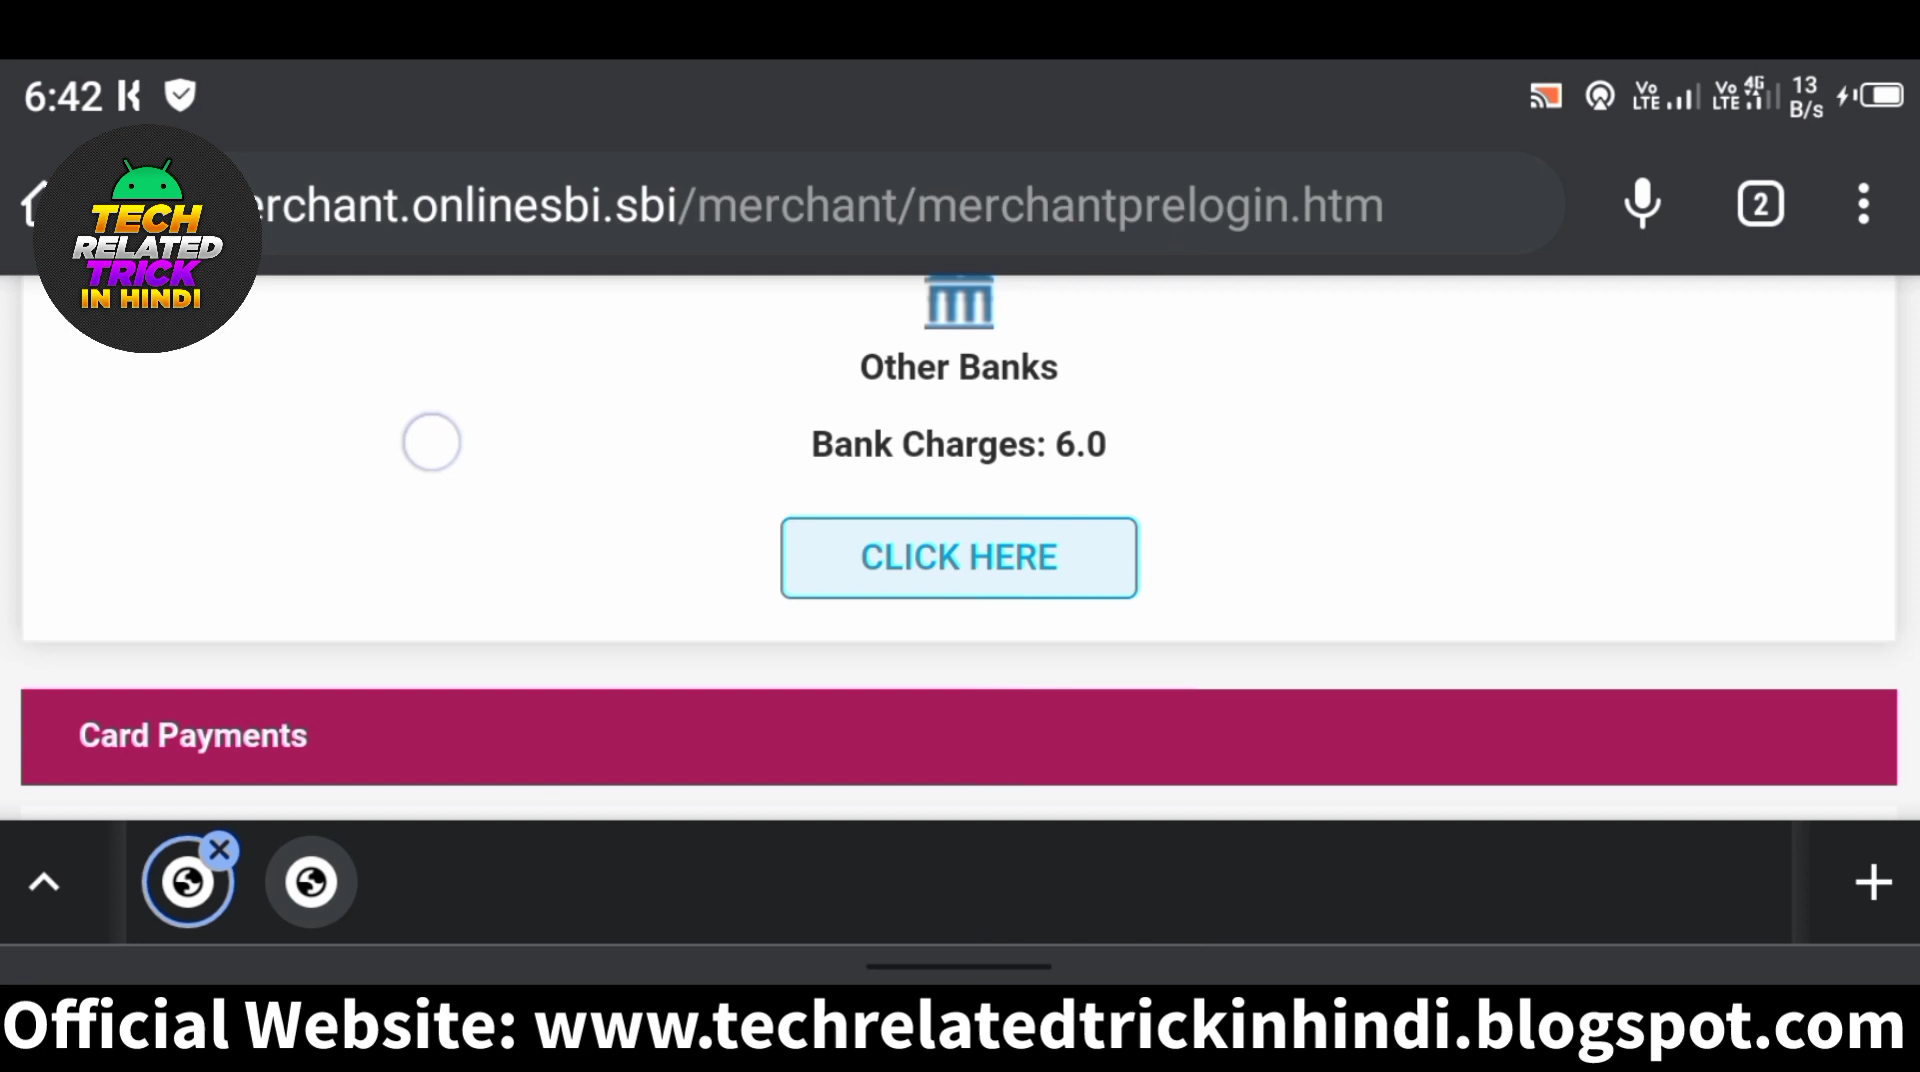 6:42
Vo LTE Vo LTE 4G 13 B/s
erchant.onlinesbi.sbi/merchant/merchantprelogin.htm
2
TECH
RELATED
TRICK
IN HINDI
Other Banks
Bank Charges: 6.0
CLICK HERE
Card Payments
Official Website: www.techrelatedtrickinhindi.blogspot.com